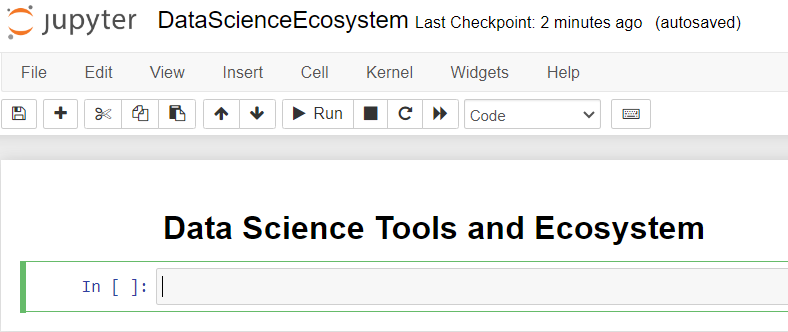 jupyter DataScienceEcosystem Last Checkpoint: 2 minutes ago (autosaved)
File Edit View Insert Cell Kernel Widgets Help
Run Code
Data Science Tools and Ecosystem
In [ ]: